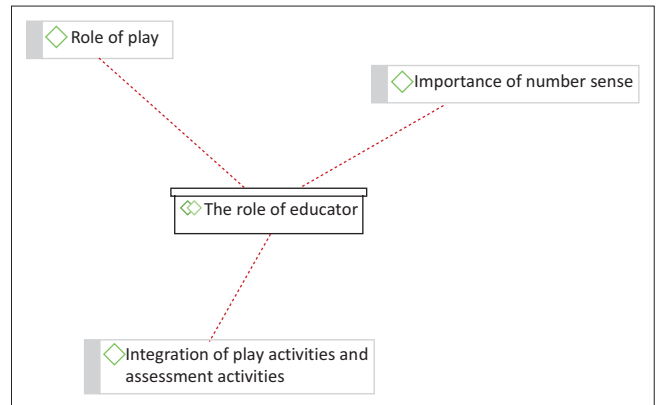 Role of play
Importance of number sense
The role of educator
Integration of play activities and
assessment activities